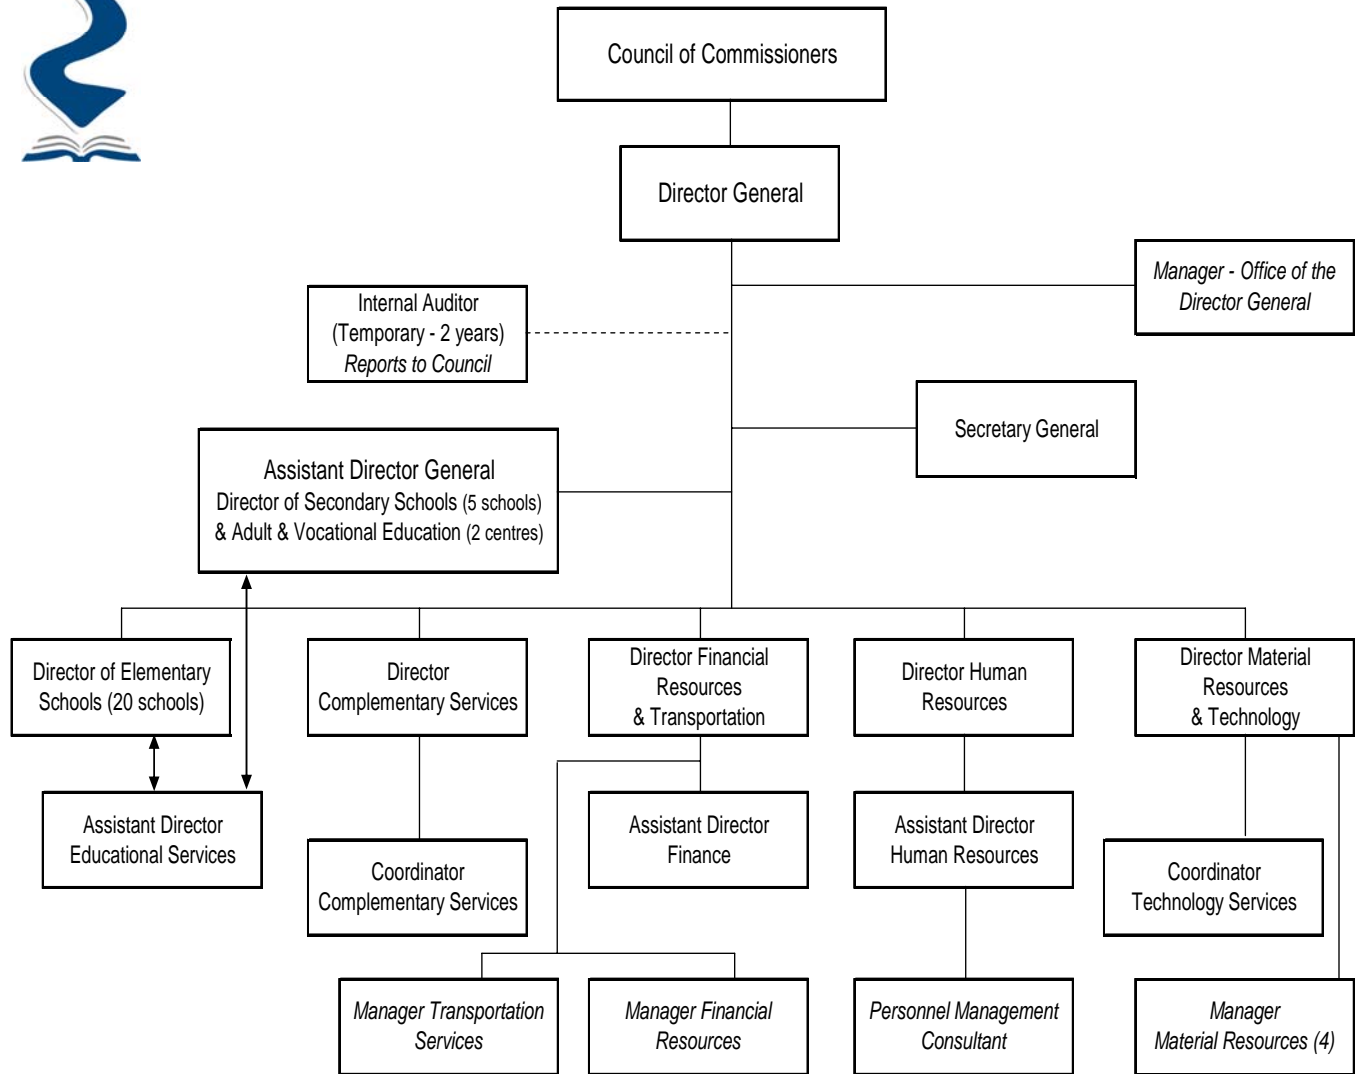 Council of Commissioners
Director General
Manager - Office of the
Director General
Internal Auditor
(Temporary - 2 years)
Reports to Council
Secretary General
Assistant Director General
Director of Secondary Schools (5 schools)
& Adult & Vocational Education (2 centres)
Director of Elementary
Schools (20 schools)
Director
Complementary Services
Director Financial
Resources
& Transportation
Director Human
Resources
Director Material
Resources
& Technology
Assistant Director
Educational Services
Coordinator
Complementary Services
Assistant Director
Finance
Assistant Director
Human Resources
Coordinator
Technology Services
Manager Transportation
Services
Manager Financial
Resources
Personnel Management
Consultant
Manager
Material Resources (4)